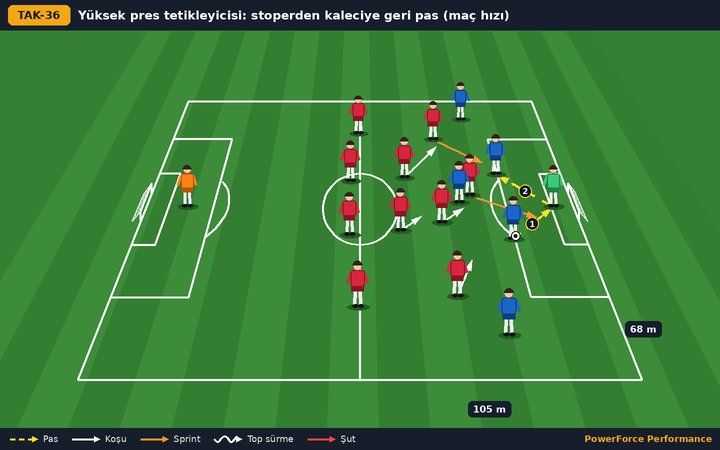 TAK-36 Yüksek pres tetikleyicisi: stoperden kaleciye geri pas (maç hızı)
2
1
68 m
105 m
Pas Koşu Sprint Top sürme Şut PowerForce Performance